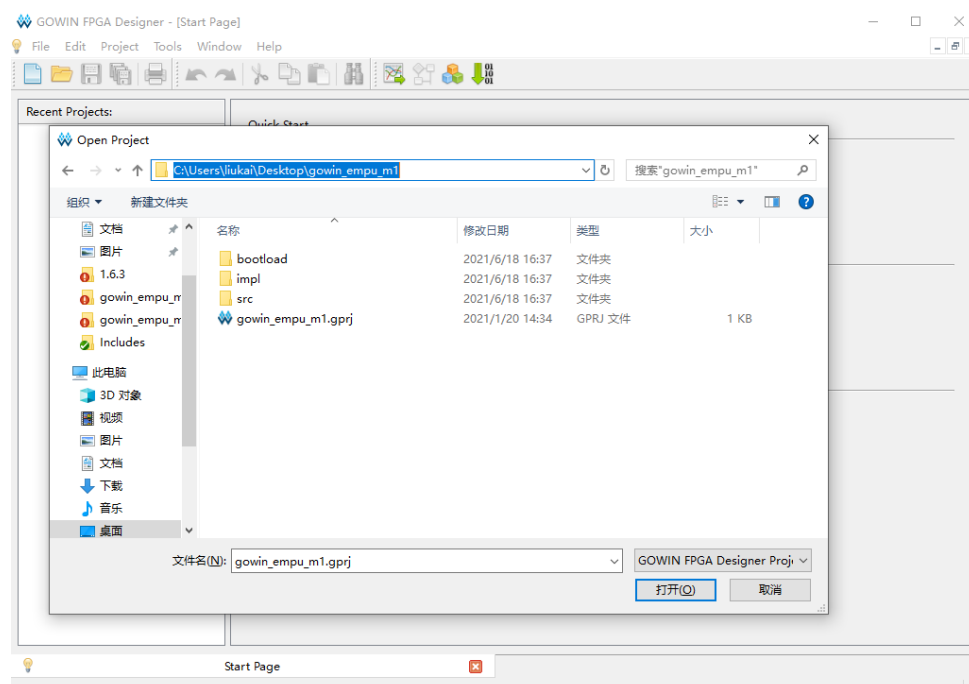 GOWIN FPGA Designer - [Start Page]
File Edit Project Tools Window Help
Recent Projects:
Quick Start
Open Project
C:\Users\liukai\Desktop\gowin_empu_m1
搜索"gowin_empu_m1"
组织 新建文件夹
名称 修改日期 类型 大小
文档
图片
1.6.3
gowin_empu_m
gowin_empu_m
Includes
此电脑
3D 对象
视频
图片
文档
下载
音乐
桌面
bootload 2021/6/18 16:37 文件夹
impl 2021/6/18 16:37 文件夹
src 2021/6/18 16:37 文件夹
gowin_empu_m1.gprj 2021/1/20 14:34 GPRJ 文件 1 KB
文件名(N): gowin_empu_m1.gprj GOWIN FPGA Designer Proj
打开(O) 取消
Start Page